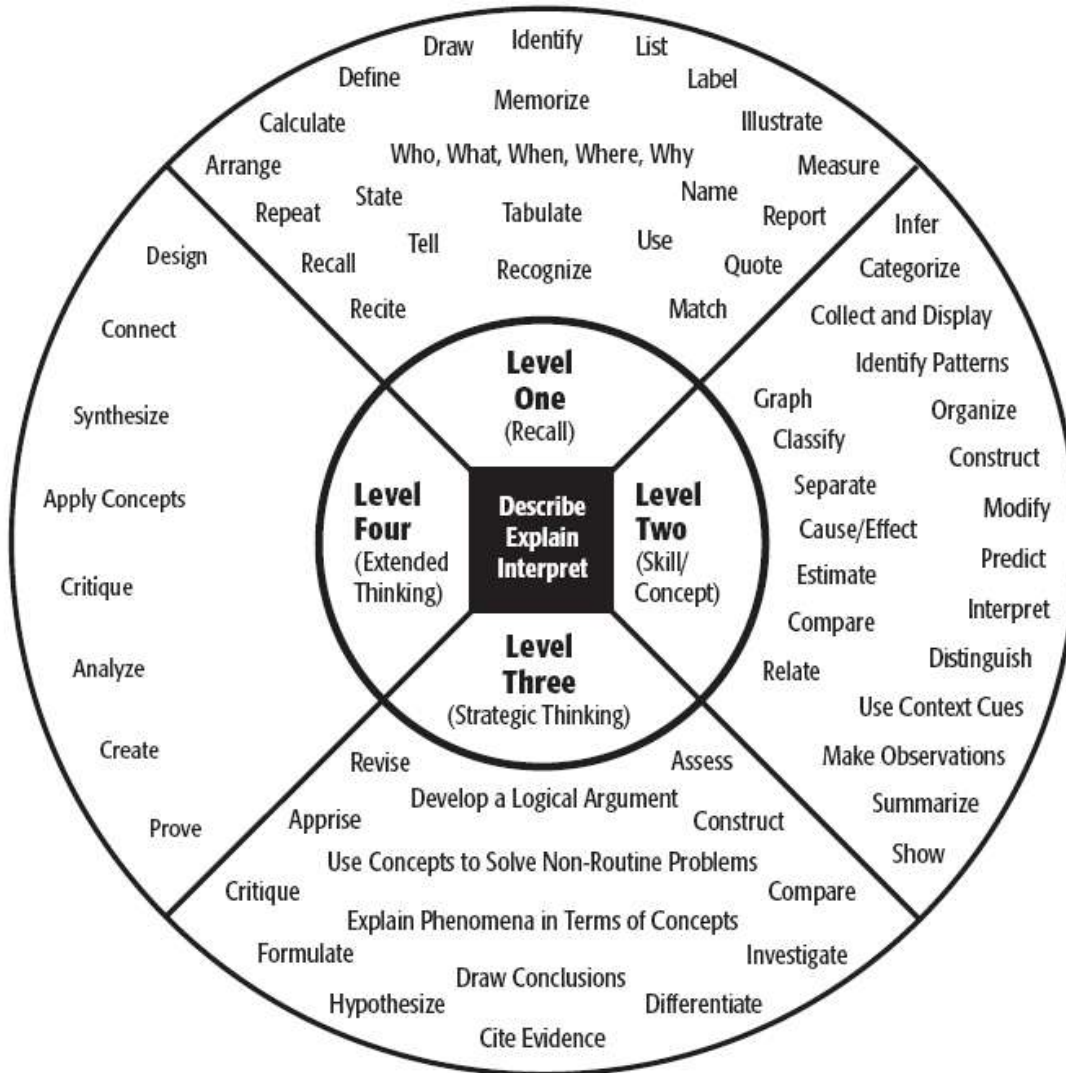 Draw
Identify
List
Define
Label
Calculate
Memorize
Illustrate
Arrange
Who, What, When, Where, Why
Measure
Repeat
State
Tabulate
Name
Report
Recall
Tell
Recognize
Use
Quote
Recite
Match
Level
One
(Recall)
Infer
Categorize
Collect and Display
Identify Patterns
Graph
Organize
Classify
Construct
Separate
Modify
Cause/Effect
Predict
Estimate
Interpret
Compare
Distinguish
Relate
Use Context Cues
Make Observations
Summarize
Show
Level
Two
(Skill/
Concept)
Describe
Explain
Interpret
Level
Three
(Strategic Thinking)
Revise
Assess
Develop a Logical Argument
Apprise
Construct
Use Concepts to Solve Non-Routine Problems
Critique
Compare
Explain Phenomena in Terms of Concepts
Formulate
Investigate
Draw Conclusions
Hypothesize
Differentiate
Cite Evidence
Level
Four
(Extended
Thinking)
Design
Connect
Synthesize
Apply Concepts
Critique
Analyze
Create
Prove